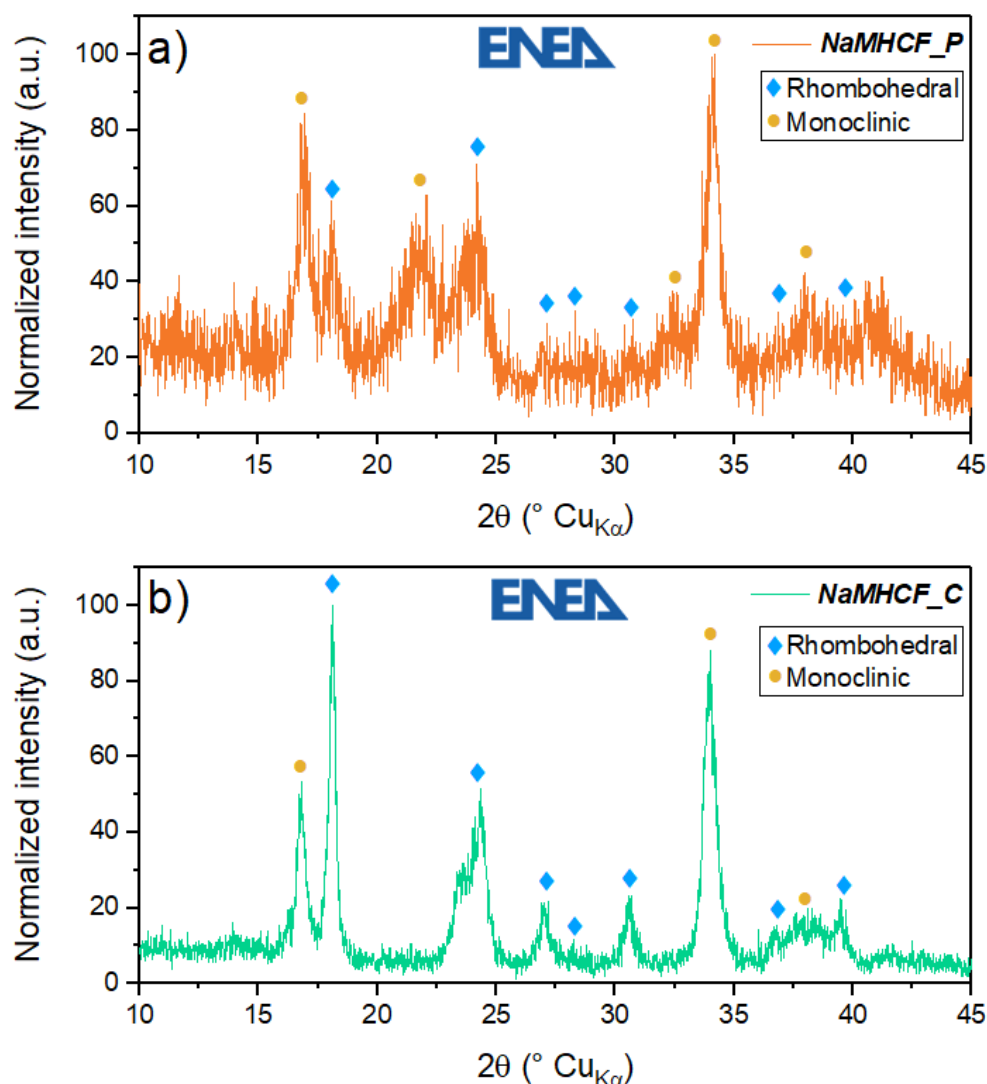 a)
ENEA
NaMHCF_P
Rhombohedral
Monoclinic
Normalized intensity (a.u.)
100
80
60
40
20
0
10 15 20 25 30 35 40 45
2θ (° CuKα)
b)
ENEA
NaMHCF_C
Rhombohedral
Monoclinic
Normalized intensity (a.u.)
100
80
60
40
20
0
10 15 20 25 30 35 40 45
2θ (° CuKα)